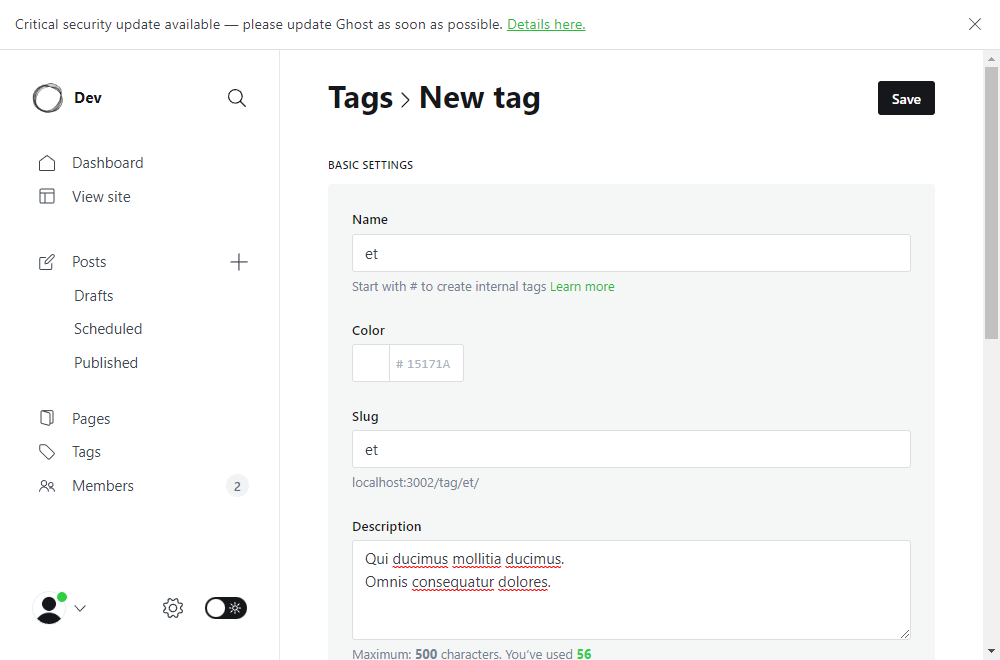 Critical security update available — please update Ghost as soon as possible. Details here.
Dev
Dashboard
View site
Posts
Drafts
Scheduled
Published
Pages
Tags
Members
2
Tags > New tag
Save
BASIC SETTINGS
Name
et
Start with # to create internal tags Learn more
Color
# 15171A
Slug
et
localhost:3002/tag/et/
Description
Qui ducimus mollitia ducimus.
Omnis consequatur dolores.
Maximum: 500 characters. You’ve used 56